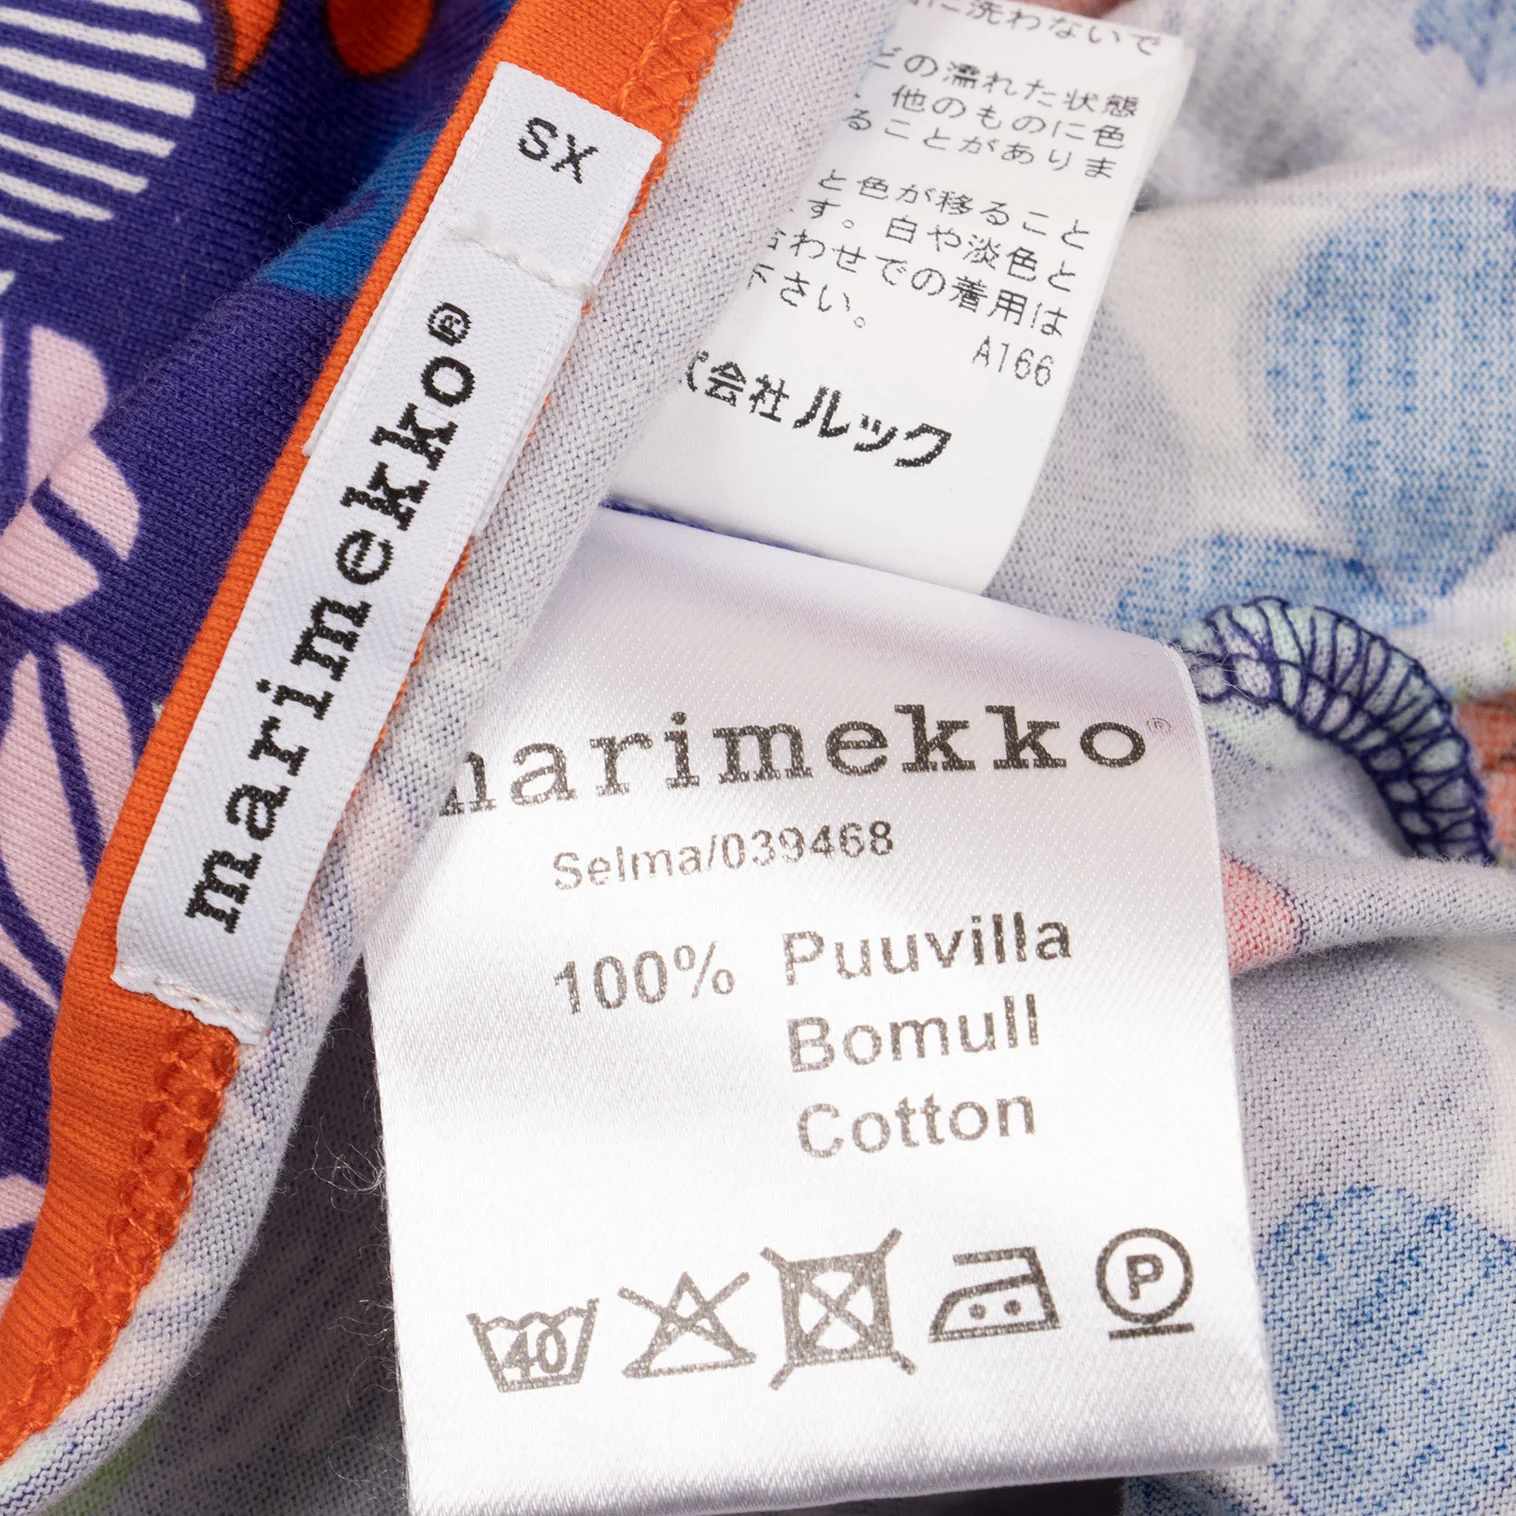 SX
marimekko®
に洗わないで
どの濡れた状態
、他のものに色
ることがありま
と色が移ること
す。白や淡色と
合わせでの着用は
下さい。
A166
式会社ルック
marimekko®
Selma/039468
100% Puuvilla
Bomull
Cotton
40
P